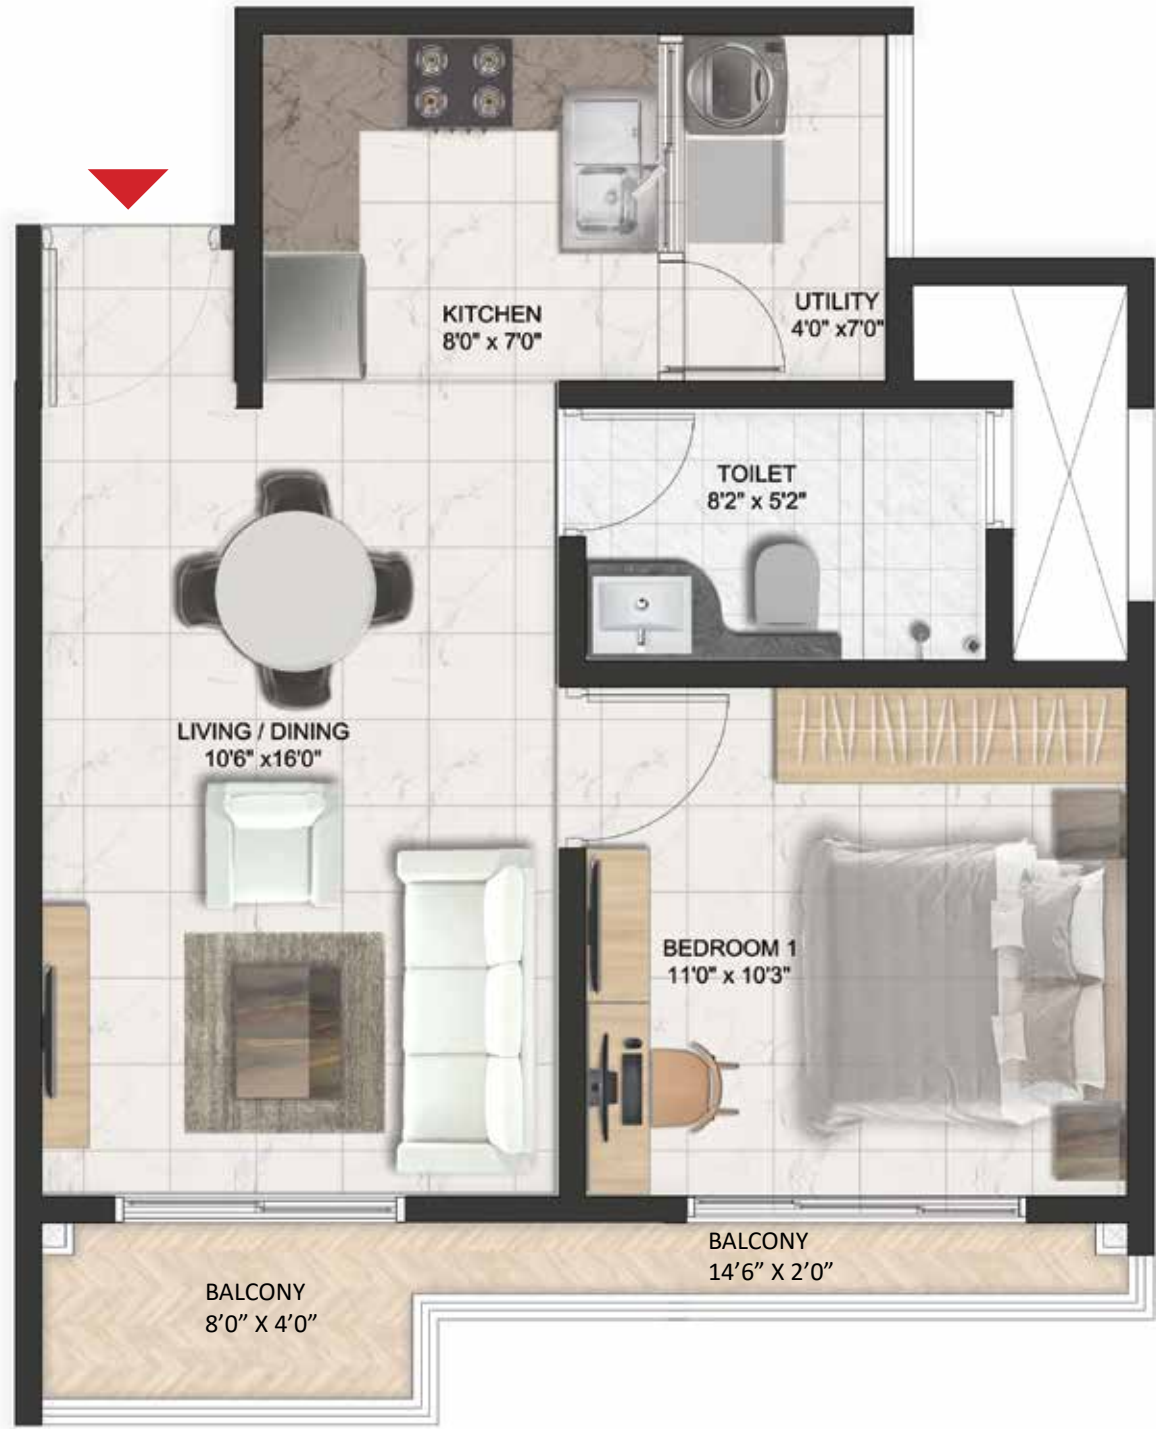 KITCHEN
8'0" x 7'0"
UTILITY
4'0" x7'0"
TOILET
8'2" x 5'2"
LIVING / DINING
10'6" x16'0"
BEDROOM 1
11'0" x 10'3"
BALCONY
14’6” X 2’0”
BALCONY
8’0” X 4’0”